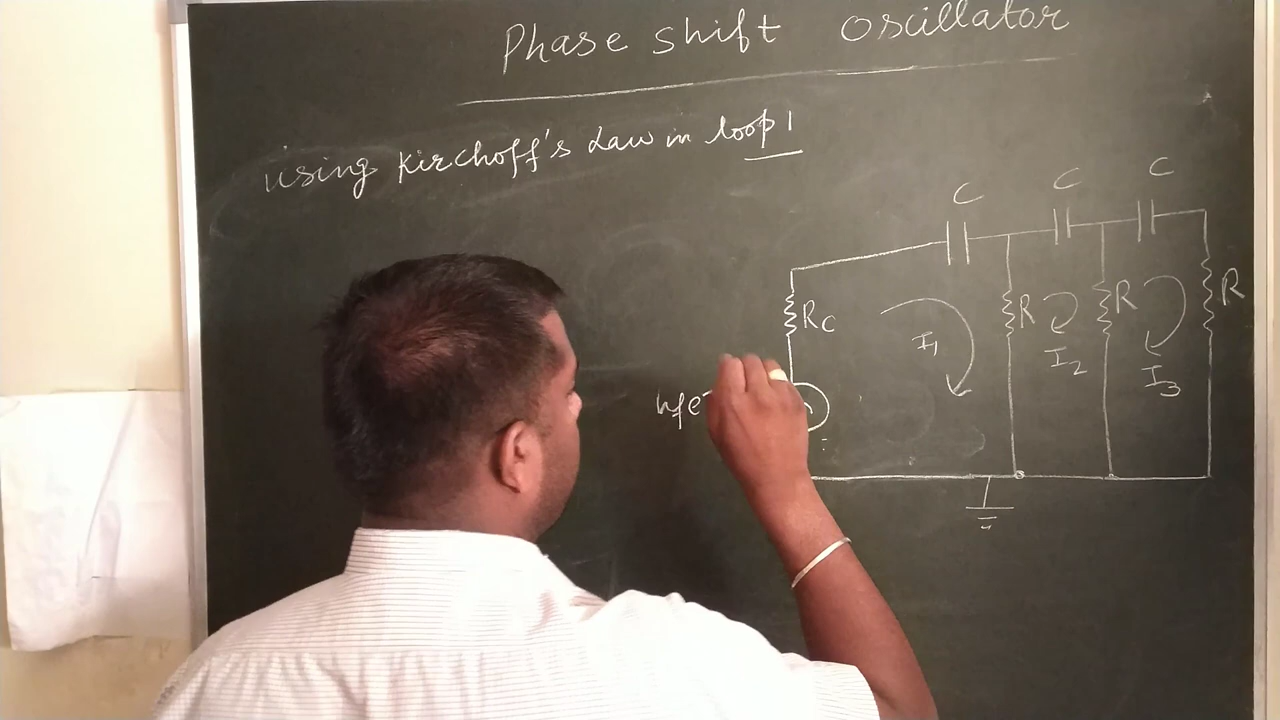 Phase shift oscillator
using Kirchoff's Law in loop 1
C
C
C
RC
R
R
R
I1
I2
I3
hfe